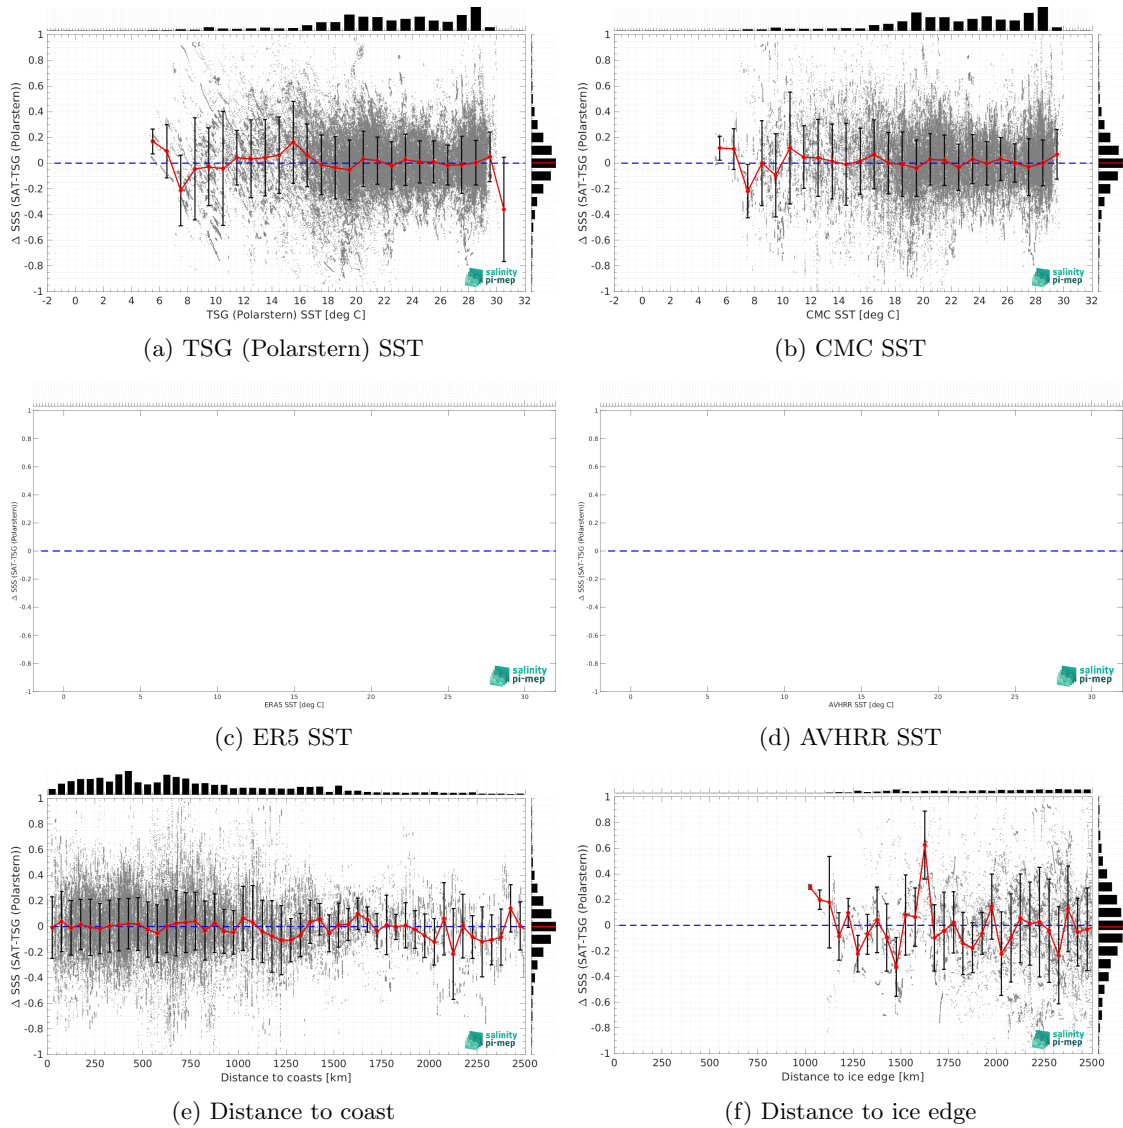 Δ SSS (SAT-TSG (Polarstern))
1
0.8
0.6
0.4
0.2
0
-0.2
-0.4
-0.6
-0.8
-1
-2 0 2 4 6 8 10 12 14 16 18 20 22 24 26 28 30 32
TSG (Polarstern) SST [deg C]
salinity
pi-mep
(a) TSG (Polarstern) SST
Δ SSS (SAT-TSG (Polarstern))
1
0.8
0.6
0.4
0.2
0
-0.2
-0.4
-0.6
-0.8
-1
-2 0 2 4 6 8 10 12 14 16 18 20 22 24 26 28 30 32
CMC SST [deg C]
salinity
pi-mep
(b) CMC SST
Δ SSS (SAT-TSG (Polarstern))
1
0.8
0.6
0.4
0.2
0
-0.2
-0.4
-0.6
-0.8
-1
0 5 10 15 20 25 30
ERA5 SST [deg C]
salinity
pi-mep
(c) ER5 SST
Δ SSS (SAT-TSG (Polarstern))
1
0.8
0.6
0.4
0.2
0
-0.2
-0.4
-0.6
-0.8
-1
0 5 10 15 20 25 30
AVHRR SST [deg C]
salinity
pi-mep
(d) AVHRR SST
Δ SSS (SAT-TSG (Polarstern))
1
0.8
0.6
0.4
0.2
0
-0.2
-0.4
-0.6
-0.8
-1
0 250 500 750 1000 1250 1500 1750 2000 2250 2500
Distance to coasts [km]
salinity
pi-mep
(e) Distance to coast
Δ SSS (SAT-TSG (Polarstern))
1
0.8
0.6
0.4
0.2
0
-0.2
-0.4
-0.6
-0.8
-1
0 250 500 750 1000 1250 1500 1750 2000 2250 2500
Distance to ice edge [km]
salinity
pi-mep
(f) Distance to ice edge